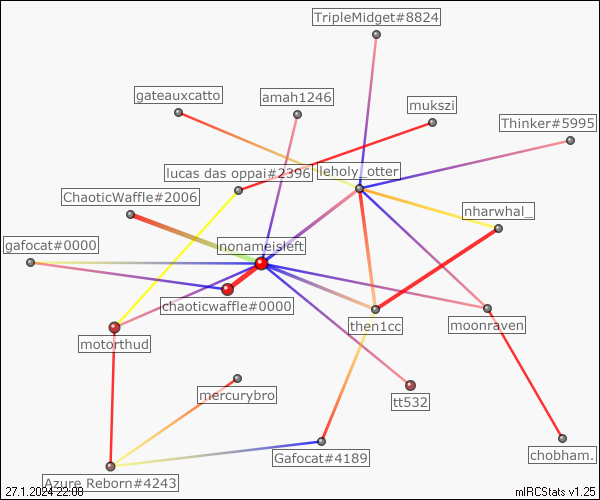 TripleMidget#8824
gateauxcatto
amah1246
mukszi
Thinker#5995
lucas das oppai#2396
leholy_otter
ChaoticWaffle#2006
nharwhal_
gafocat#0000
nonameisleft
chaoticwaffle#0000
then1cc
moonraven
motorthud
mercurybro
tt532
Gafocat#4189
chobham.
Azure Reborn#4243
27.1.2024 22:08
mIRCStats v1.25